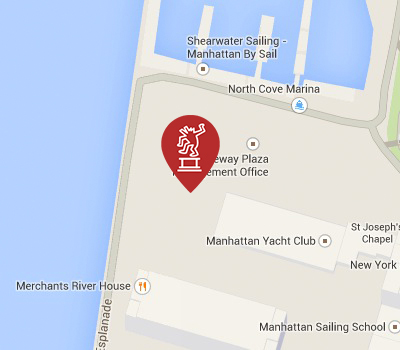 Shearwater Sailing -
Manhattan By Sail
North Cove Marina
eway Plaza
ement Office
St Joseph's
Chapel
Manhattan Yacht Club
New York
Merchants River House
Esplanade
Manhattan Sailing School